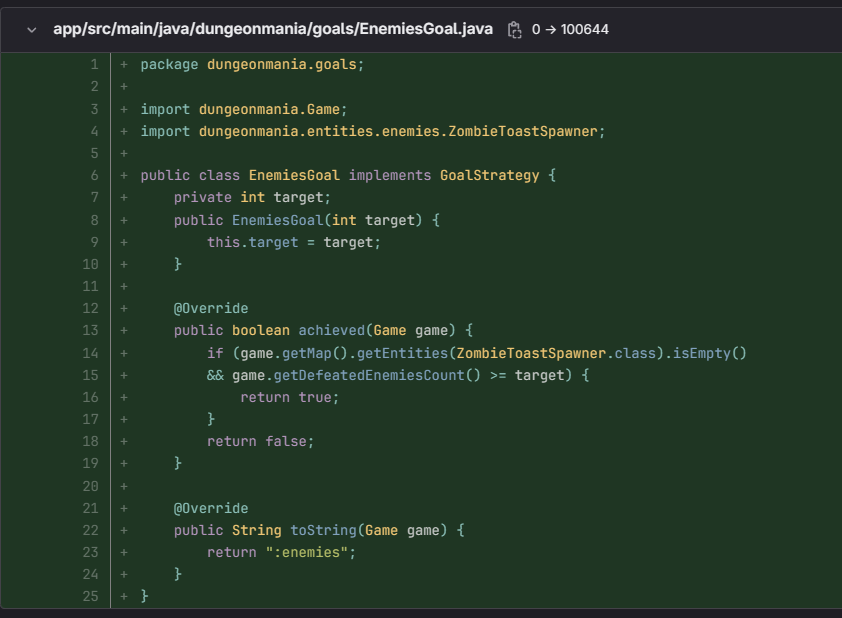 app/src/main/java/dungeonmania/goals/EnemiesGoal.java 0 → 100644
1 + package dungeonmania.goals;
2 +
3 + import dungeonmania.Game;
4 + import dungeonmania.entities.enemies.ZombieToastSpawner;
5 +
6 + public class EnemiesGoal implements GoalStrategy {
7 +     private int target;
8 +     public EnemiesGoal(int target) {
9 +         this.target = target;
10 +     }
11 +
12 +     @Override
13 +     public boolean achieved(Game game) {
14 +         if (game.getMap().getEntities(ZombieToastSpawner.class).isEmpty()
15 +         && game.getDefeatedEnemiesCount() >= target) {
16 +             return true;
17 +         }
18 +         return false;
19 +     }
20 +
21 +     @Override
22 +     public String toString(Game game) {
23 +         return ":enemies";
24 +     }
25 + }